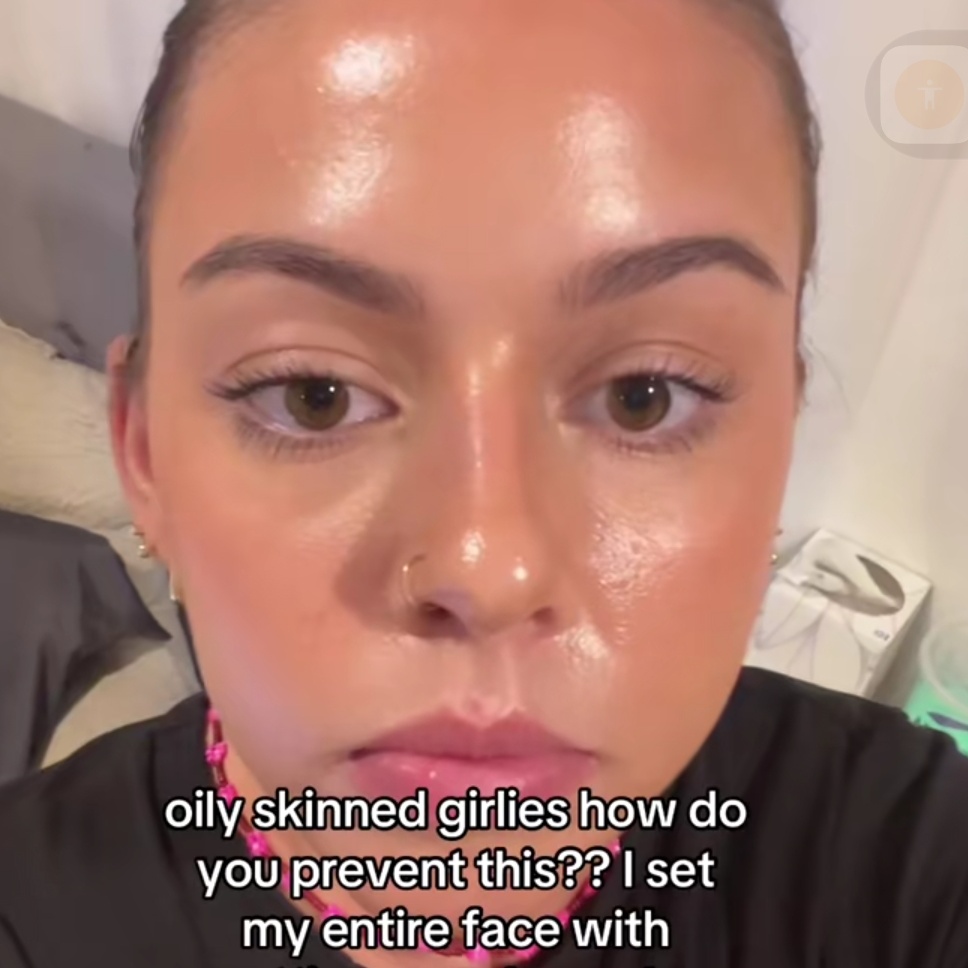 oily skinned girlies how do
you prevent this?? I set
my entire face with